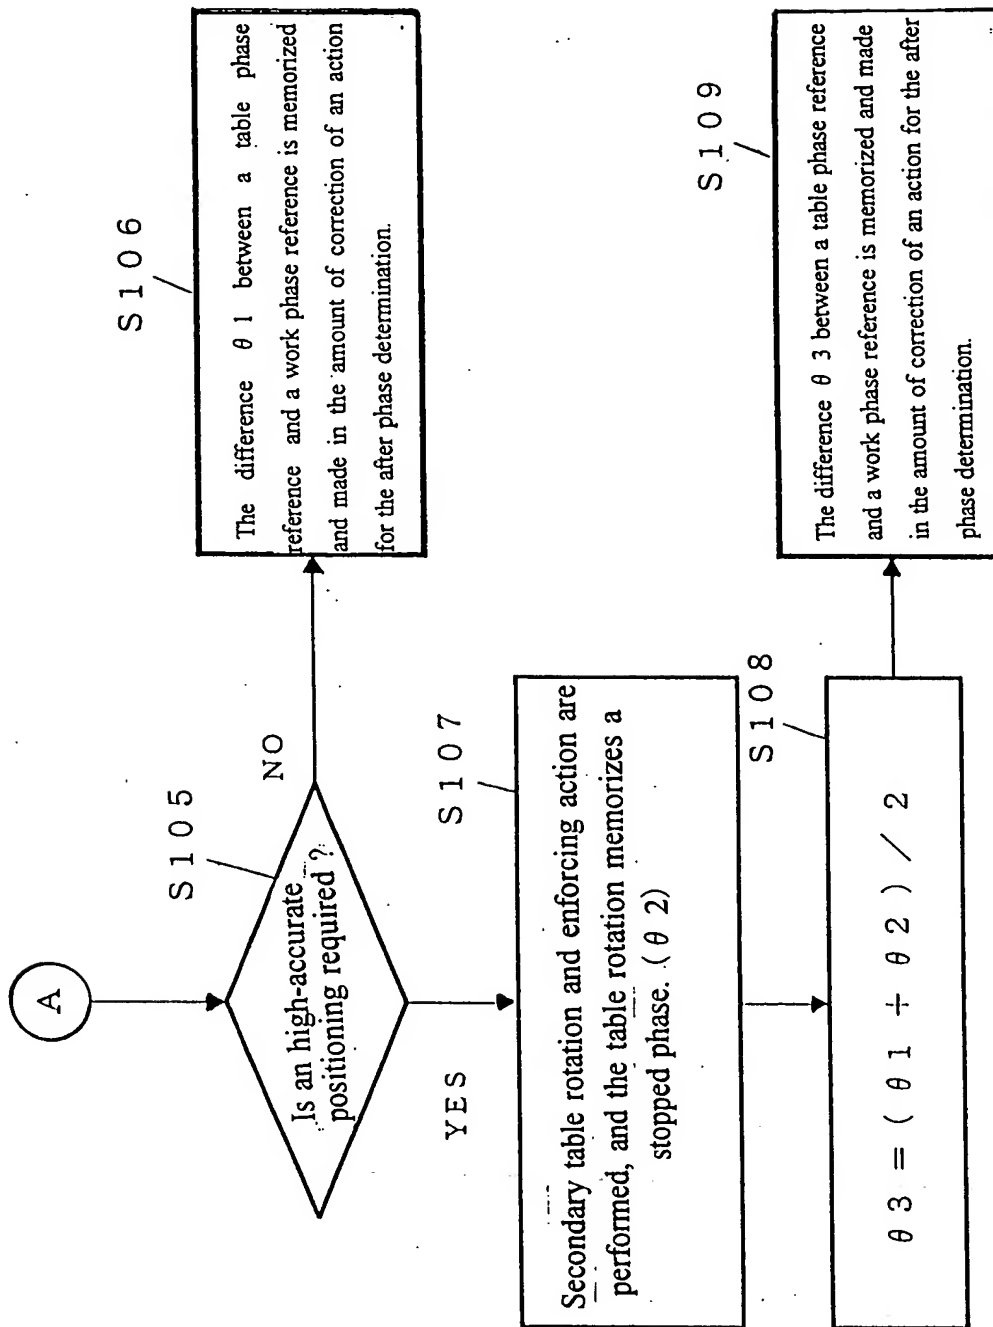 A
S105
Is an high-accurate
positioning required ?
NO
YES
S106
The difference θ 1 between a table phase
reference and a work phase reference is memorized
and made in the amount of correction of an action
for the after phase determination.
S107
Secondary table rotation and enforcing action are
performed, and the table rotation memorizes a
stopped phase. (θ 2)
S108
θ 3 = ( θ 1 + θ 2 ) / 2
S109
The difference θ 3 between a table phase reference
and a work phase reference is memorized and made
in the amount of correction of an action for the after
phase determination.